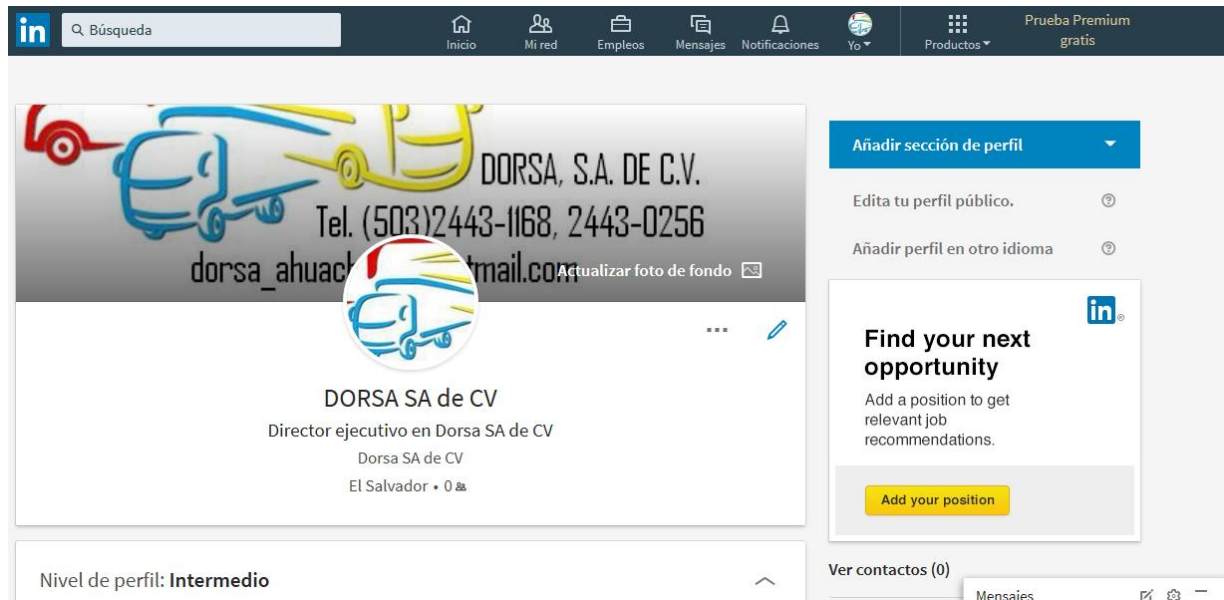 in
Búsqueda
Inicio
Mi red
Empleos
Mensajes
Notificaciones
Yo
Productos
Prueba Premium
gratis
DORSA, S.A. DE C.V.
Tel. (503)2443-1168, 2443-0256
dorsa_ahuac tmail.com
Actualizar foto de fondo
DORSA SA de CV
Director ejecutivo en Dorsa SA de CV
Dorsa SA de CV
El Salvador • 0
Nivel de perfil: Intermedio
Añadir sección de perfil
Edita tu perfil público.
Añadir perfil en otro idioma
in
Find your next
opportunity
Add a position to get
relevant job
recommendations.
Add your position
Ver contactos (0)
Mensajes